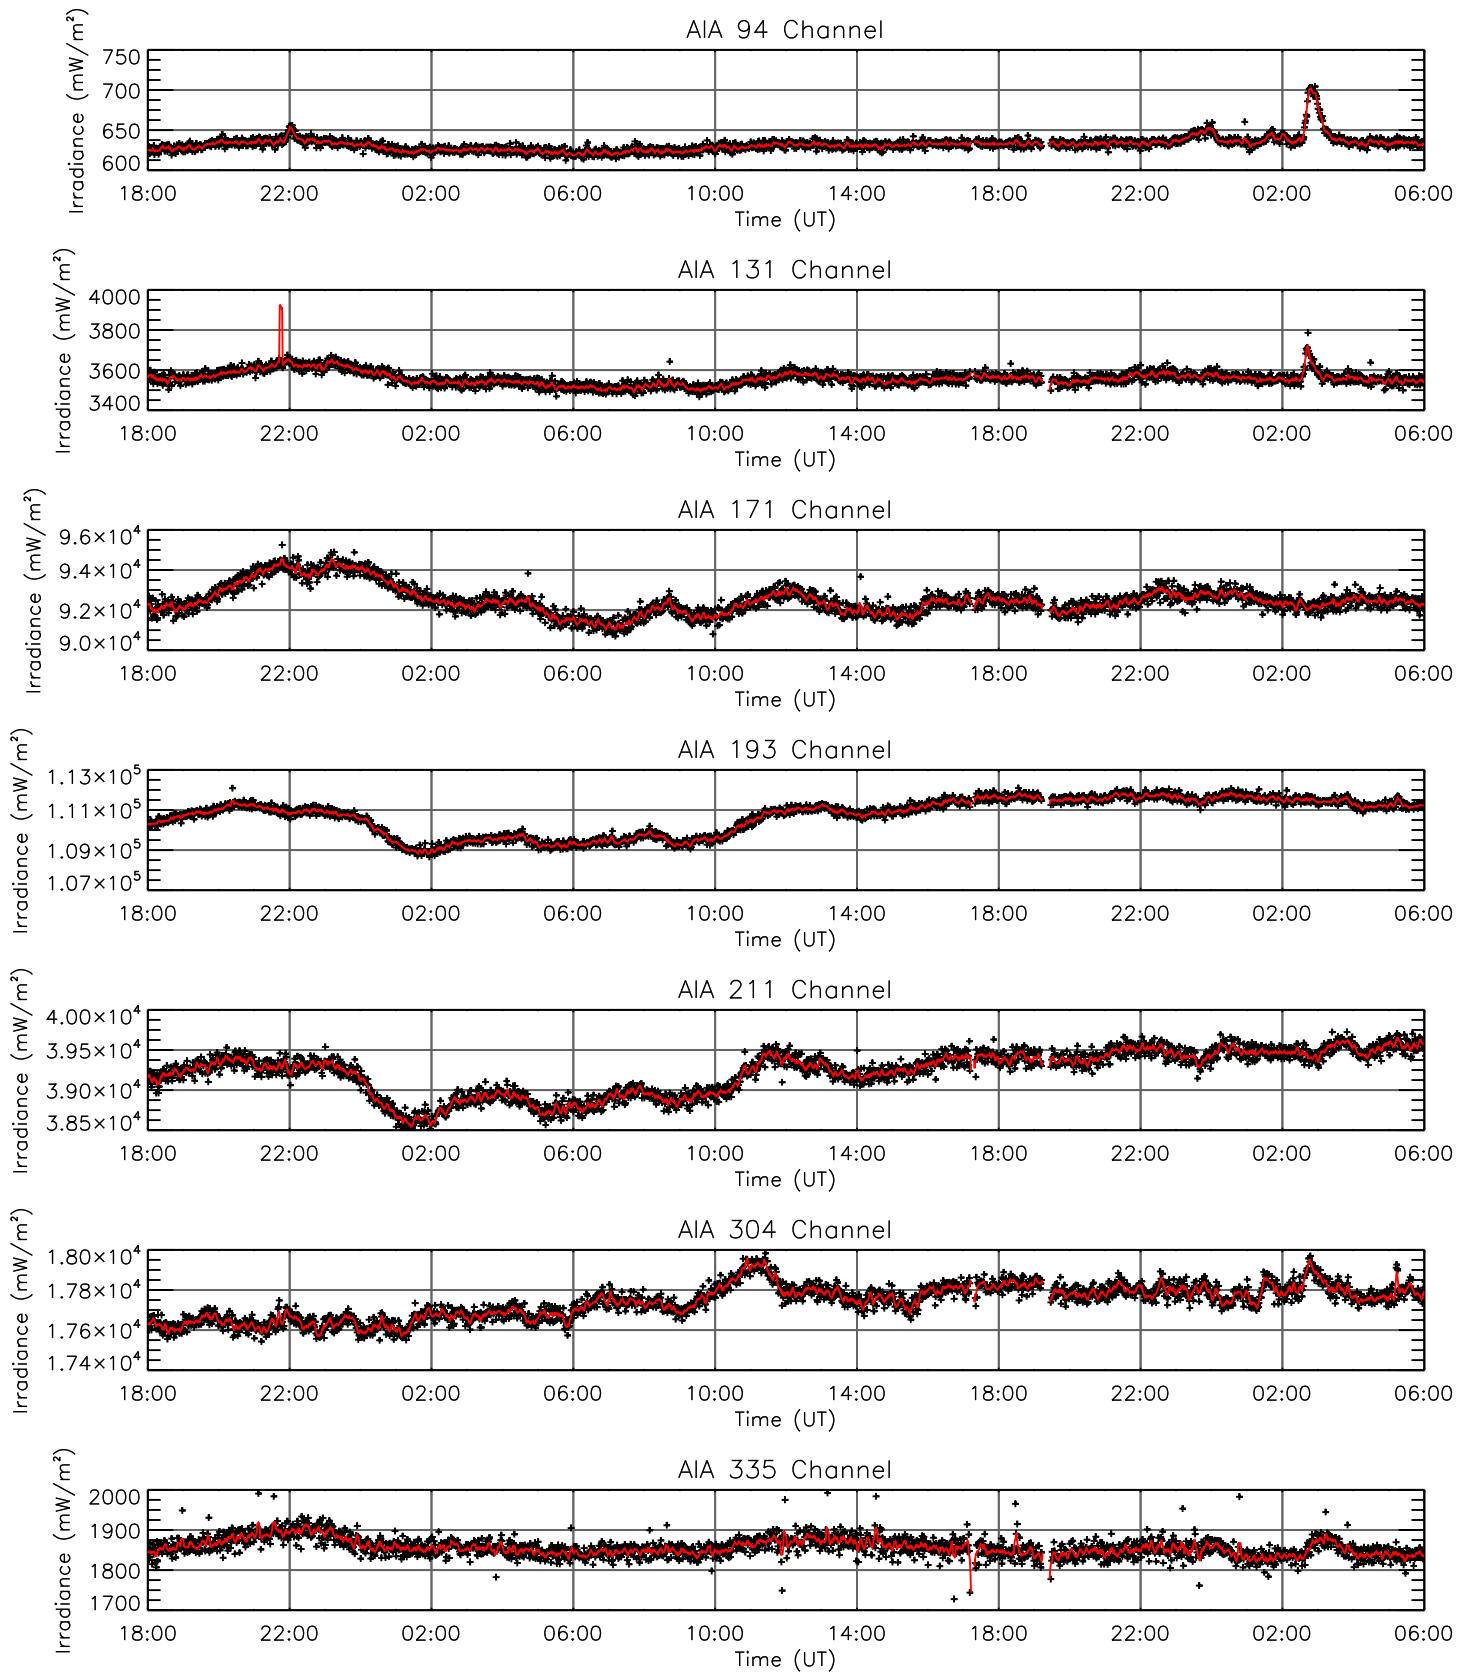 AIA 94 Channel
Irradiance (mW/m²)
750
700
650
600
18:00 22:00 02:00 06:00 10:00 14:00 18:00 22:00 02:00 06:00
Time (UT)
AIA 131 Channel
Irradiance (mW/m²)
4000
3800
3600
3400
18:00 22:00 02:00 06:00 10:00 14:00 18:00 22:00 02:00 06:00
Time (UT)
AIA 171 Channel
Irradiance (mW/m²)
9.6×10⁴
9.4×10⁴
9.2×10⁴
9.0×10⁴
18:00 22:00 02:00 06:00 10:00 14:00 18:00 22:00 02:00 06:00
Time (UT)
AIA 193 Channel
Irradiance (mW/m²)
1.13×10⁵
1.11×10⁵
1.09×10⁵
1.07×10⁵
18:00 22:00 02:00 06:00 10:00 14:00 18:00 22:00 02:00 06:00
Time (UT)
AIA 211 Channel
Irradiance (mW/m²)
4.00×10⁴
3.95×10⁴
3.90×10⁴
3.85×10⁴
18:00 22:00 02:00 06:00 10:00 14:00 18:00 22:00 02:00 06:00
Time (UT)
AIA 304 Channel
Irradiance (mW/m²)
1.80×10⁴
1.78×10⁴
1.76×10⁴
1.74×10⁴
18:00 22:00 02:00 06:00 10:00 14:00 18:00 22:00 02:00 06:00
Time (UT)
AIA 335 Channel
Irradiance (mW/m²)
2000
1900
1800
1700
18:00 22:00 02:00 06:00 10:00 14:00 18:00 22:00 02:00 06:00
Time (UT)